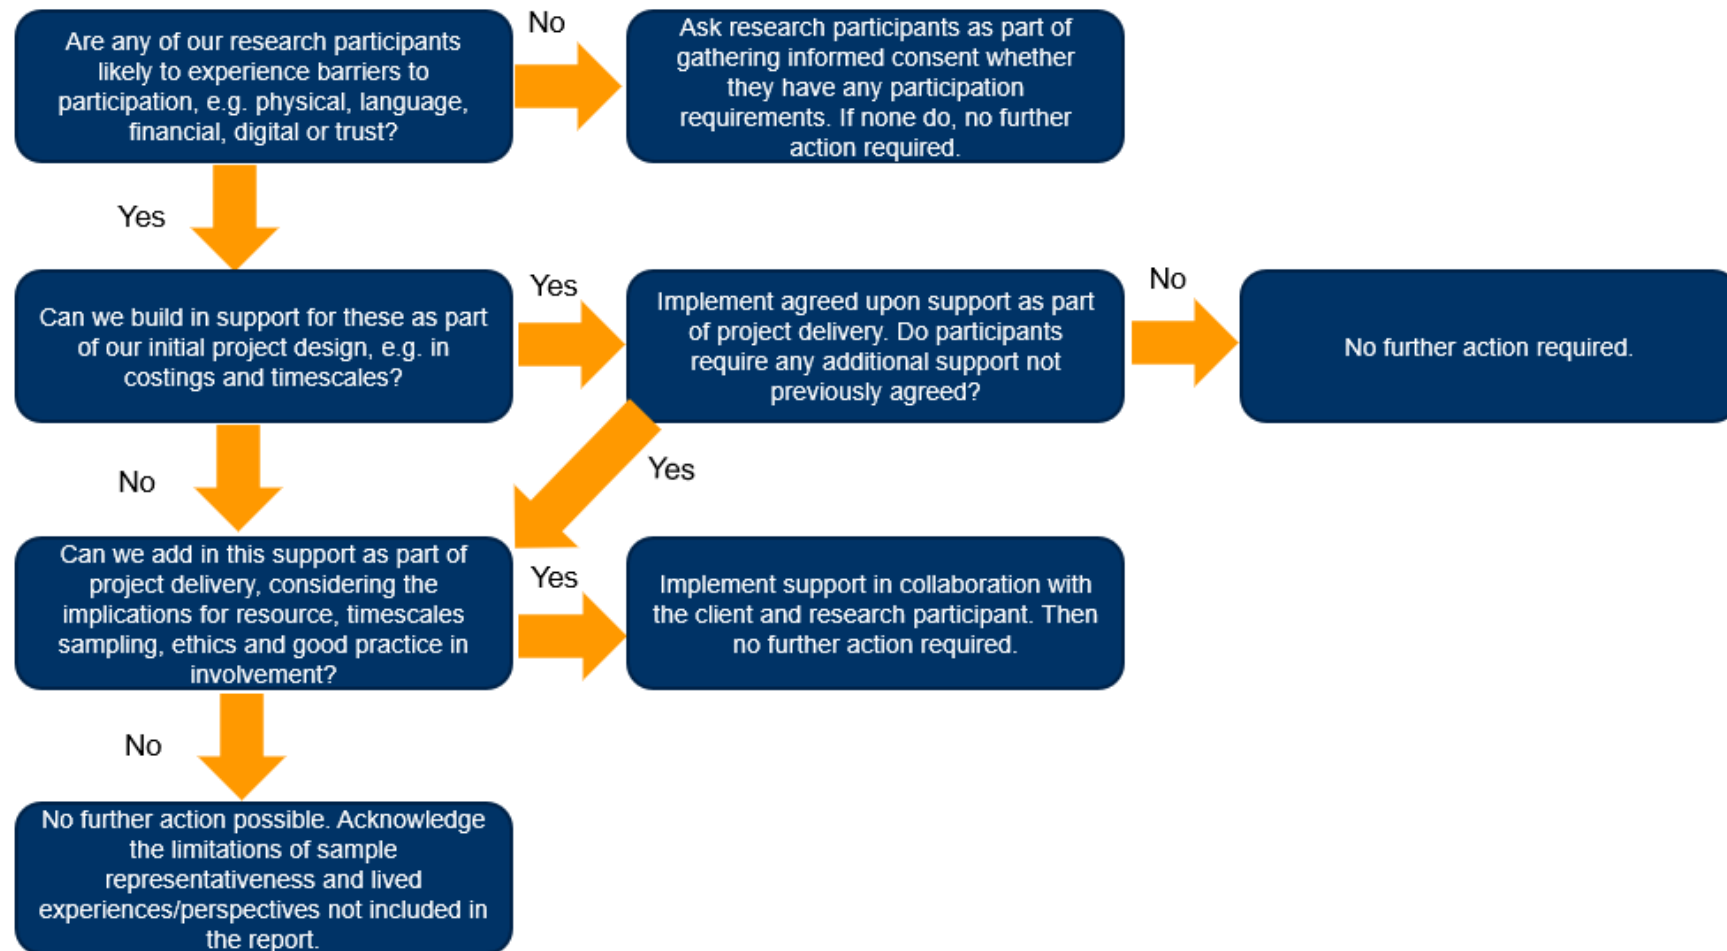 Are any of our research participants
likely to experience barriers to
participation, e.g. physical, language,
financial, digital or trust?
No
Ask research participants as part of
gathering informed consent whether
they have any participation
requirements. If none do, no further
action required.
Yes
Can we build in support for these as part
of our initial project design, e.g. in
costings and timescales?
Yes
Implement agreed upon support as part
of project delivery. Do participants
require any additional support not
previously agreed?
No
No further action required.
No
Yes
Can we add in this support as part of
project delivery, considering the
implications for resource, timescales
sampling, ethics and good practice in
involvement?
Yes
Implement support in collaboration with
the client and research participant. Then
no further action required.
No
No further action possible. Acknowledge
the limitations of sample
representativeness and lived
experiences/perspectives not included in
the report.